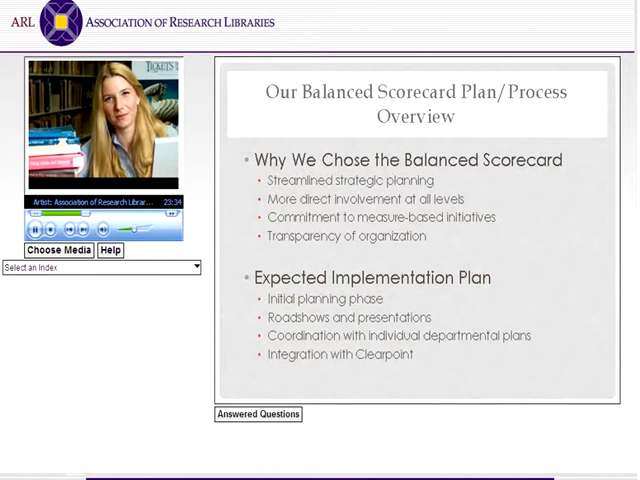 ARL ASSOCIATION OF RESEARCH LIBRARIES
TICKETS
Artist: Association of Research Librar... 23:34
Choose Media Help
Select an Index
Our Balanced Scorecard Plan/Process
Overview
• Why We Chose the Balanced Scorecard
• Streamlined strategic planning
• More direct involvement at all levels
• Commitment to measure-based initiatives
• Transparency of organization
• Expected Implementation Plan
• Initial planning phase
• Roadshows and presentations
• Coordination with individual departmental plans
• Integration with Clearpoint
Answered Questions